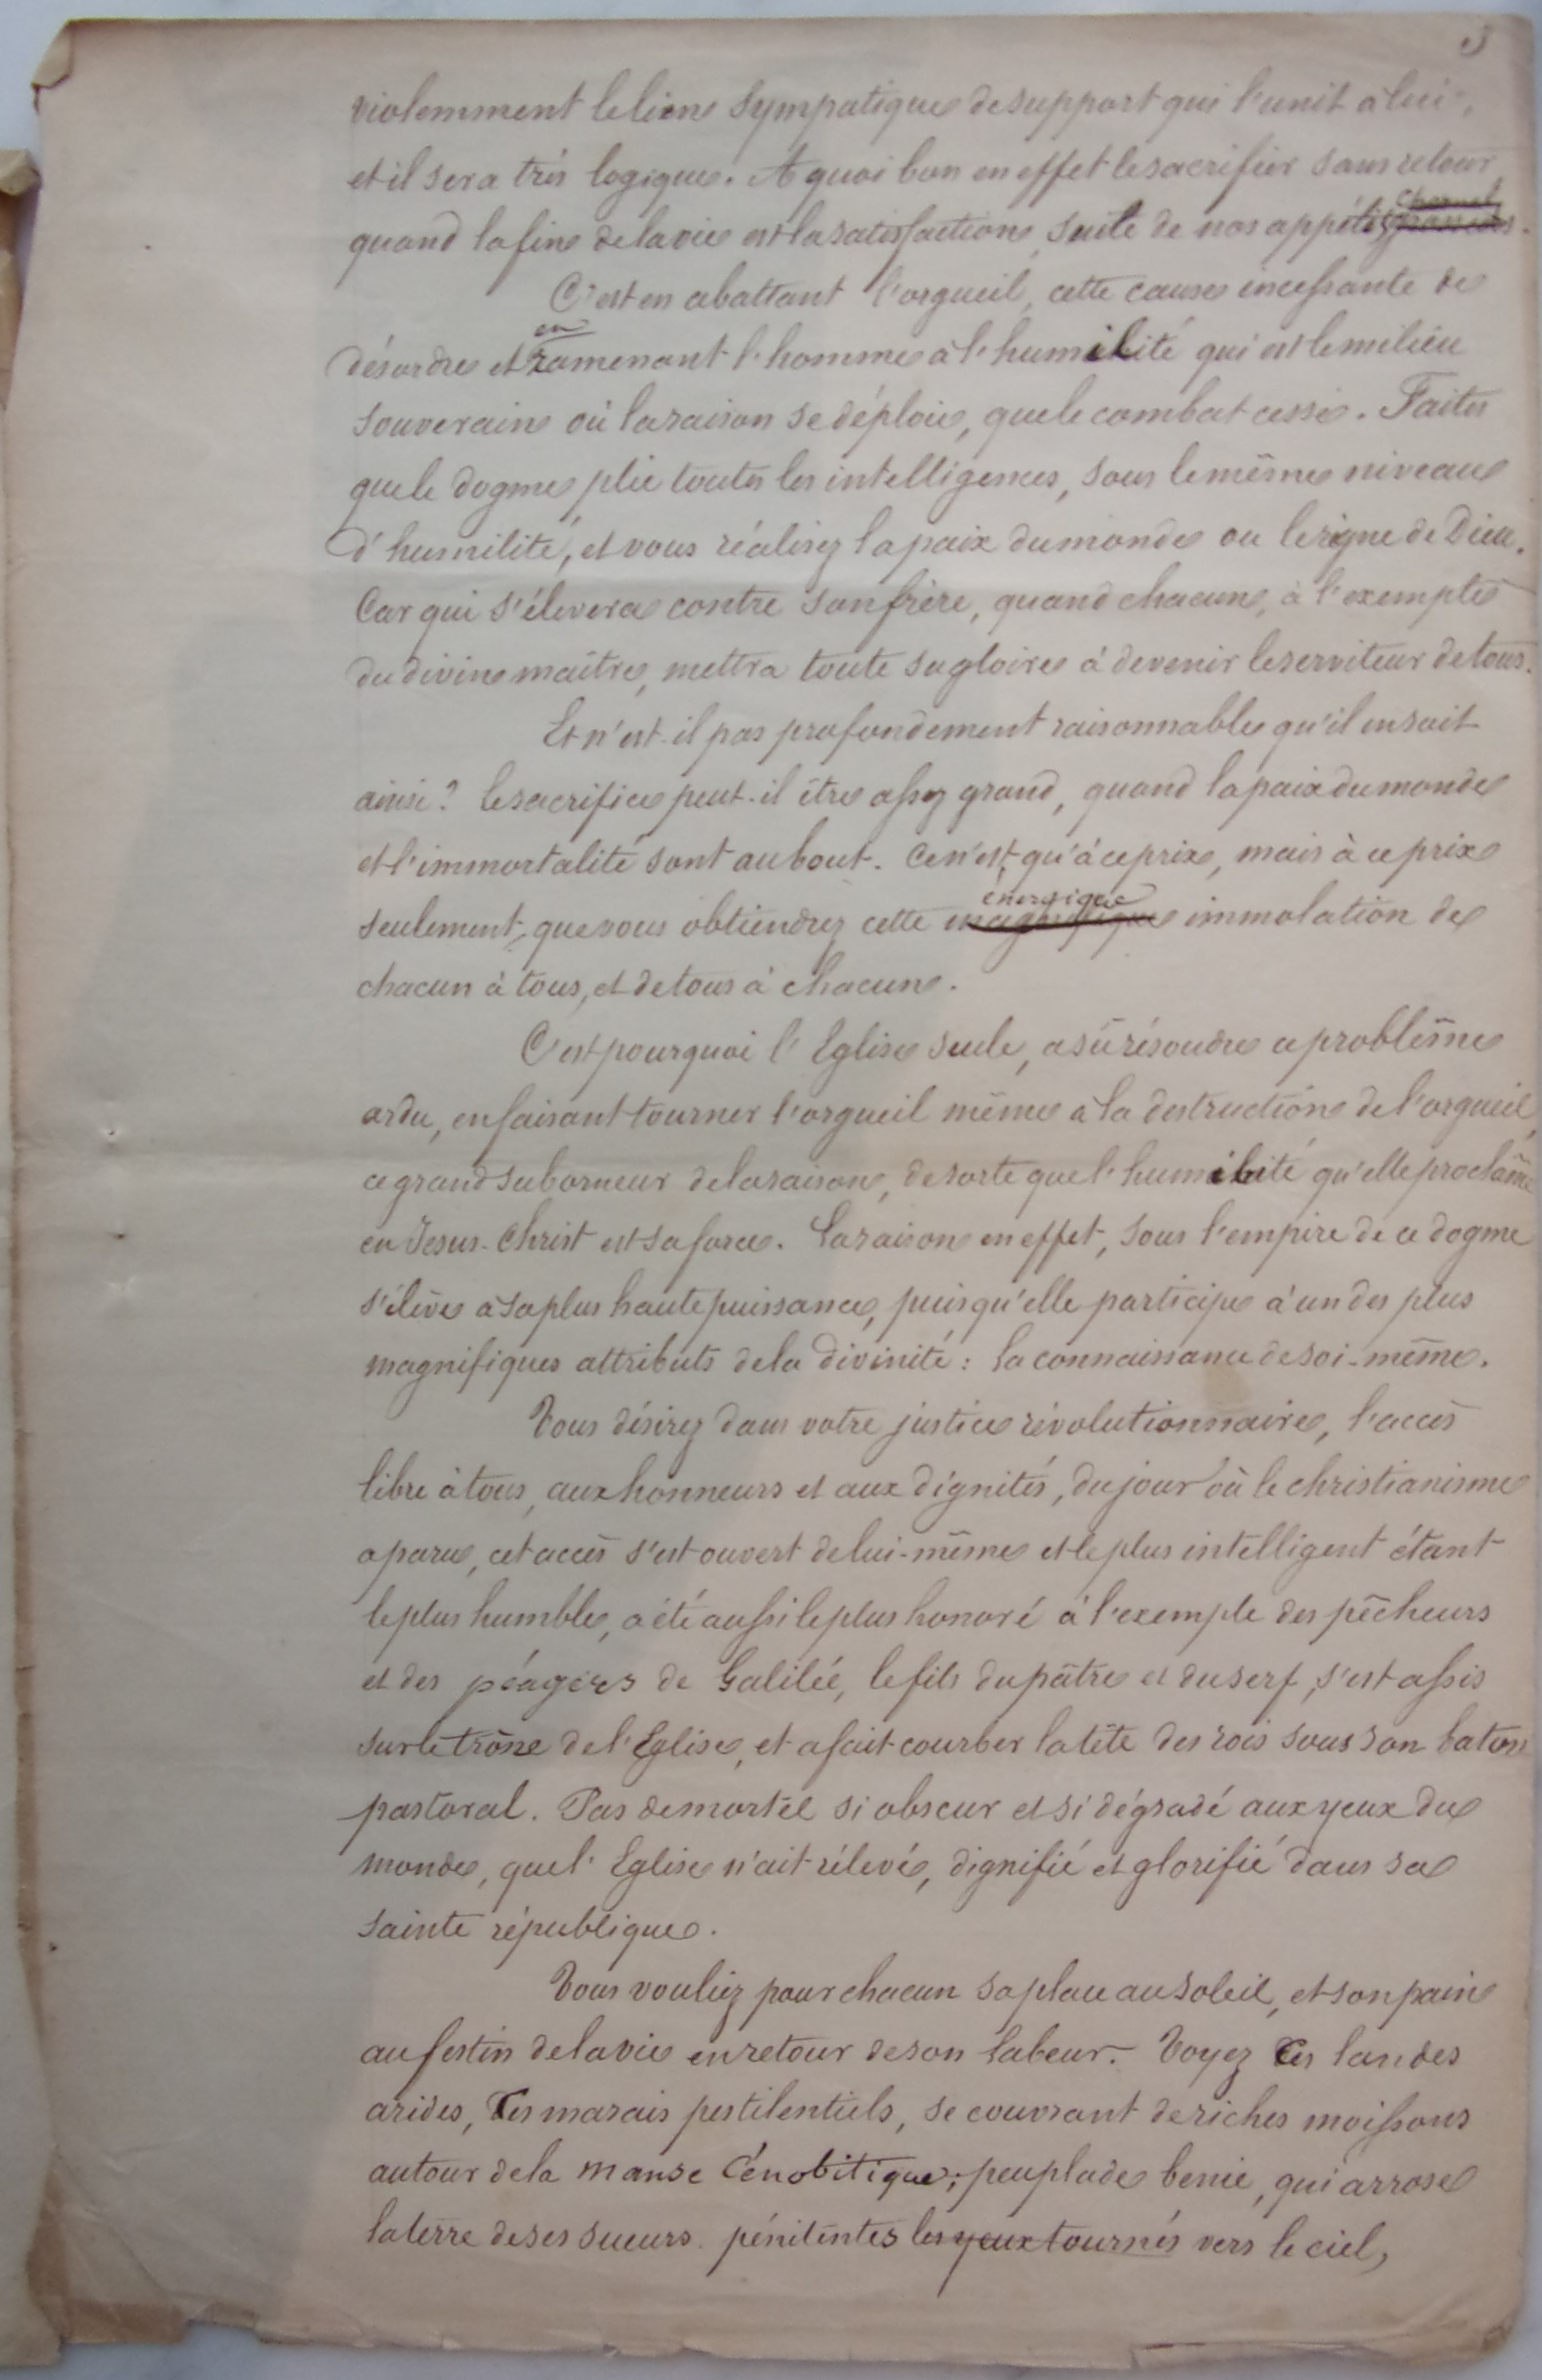 3
violemment le lien sympatique de support qui l'unit à lui,
et il sera très logique. A quoi bon en effet le sacrifier sans retour
quand la fin de la vie est la satisfaction, seule de nos appétits charnels
C'est en abattant l'orgueil, cette cause incessante de
désordre et en ramenant l'homme à l'humilité qui est le milieu
souverain où la raison se déploie, que le combat cesse. Faites
que le dogme plie toutes les intelligences, sous le même niveau
d'humilité, et vous réalisez la paix du monde ou le règne de Dieu.
Car qui s'élevera contre son frère, quand chacun, à l'exemple
du divin maître, mettra toute sa gloire à devenir le serviteur de tous.
Et n'est-il pas profondement raisonnable qu'il en soit
ainsi? le sacrifice peut-il être assez grand, quand la paix du monde
et l'immortalité sont au bout. Ce n'est qu'à ce prix, mais à ce prix
seulement, que vous obtiendrez cette énergique magnifique immolation de
chacun à tous, et de tous à chacun.
C'est pourquoi l'Eglise seule, a sû résoudre ce problême
ardu, en faisant tourner l'orgueil même à la destruction de l'orgueil,
ce grand suborneur de la raison, de sorte que l'humilité qu'elle proclame
en Jesus-Christ est sa force. La raison en effet, sous l'empire de ce dogme
s'élève à sa plus haute puissance, puisqu'elle participe à un des plus
magnifiques attributs de la divinité : la connaissance de soi-même.
Vous désirez dans votre justice révolutionnaire, l'accès
libre à tous, aux honneurs et aux dignités, du jour où le christianisme
a paru, cet accès s'est ouvert de lui-même et le plus intelligent étant
le plus humble, a été aussi le plus honoré à l'exemple des pêcheurs
et des péagers de Galilée, le fils du pâtre et du serf, s'est assis
sur le trône de l'Eglise, et a fait courber la tête des rois sous son baton
pastoral. Pas de mortel si obscur et si dégradé aux yeux du
monde, que l'Eglise n'ait rélevé, dignifié et glorifié dans sa
sainte république.
Vous vouliez pour chacun sa place au soleil, et son pain
au festin de la vie en retour de son labeur. Voyez ces landes
arides, ces marais pestilentiels, se couvrant de riches moissons
autour de la manse Cénobitique; peuplade benie, qui arrose
la terre de ses sueurs pénitentes les yeux tournés vers le ciel,